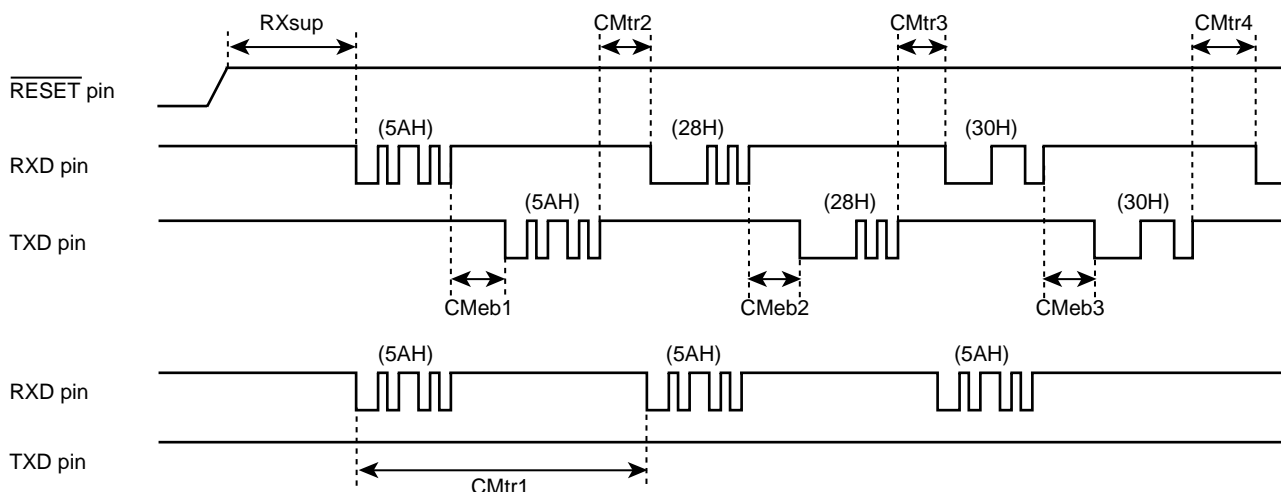 RXsup CMtr2 CMtr3 CMtr4
RESET pin
(5AH) (28H) (30H)
RXD pin
(5AH) (28H) (30H)
TXD pin
CMeb1 CMeb2 CMeb3
(5AH) (5AH) (5AH)
RXD pin
TXD pin
CMtr1